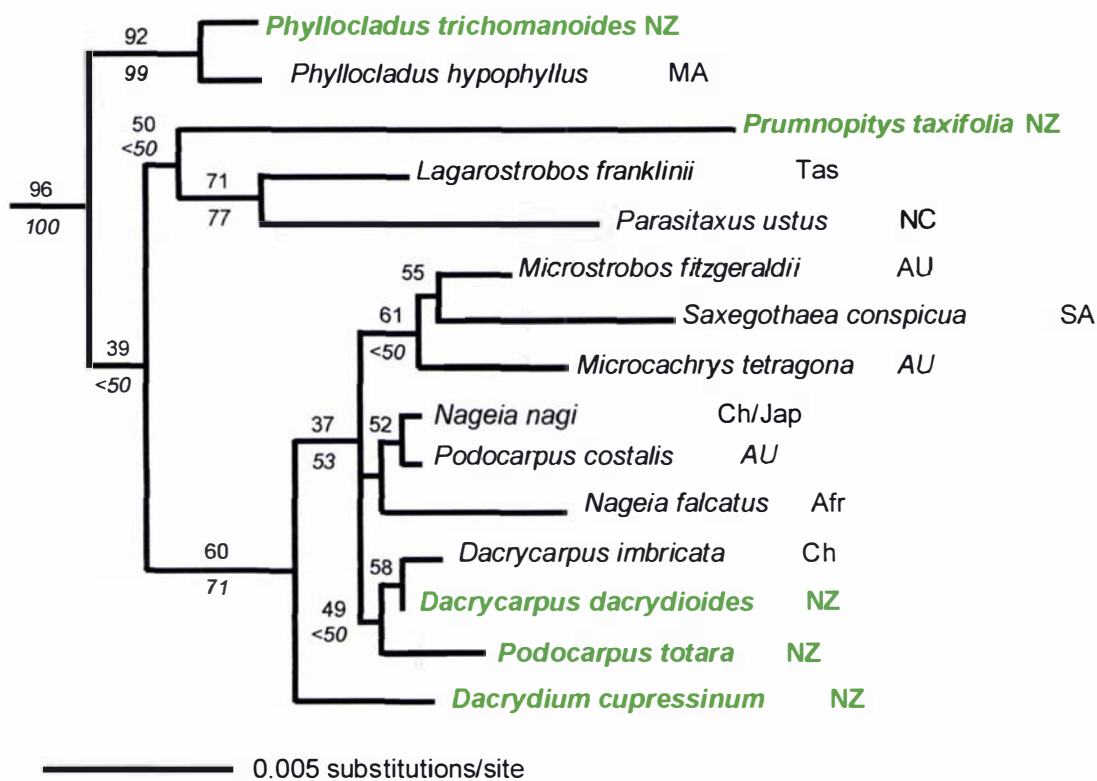 Phyllocladus trichomanoides NZ
92
99
Phyllocladus hypophyllus MA
50
<50
Prumnopitys taxifolia NZ
Lagarostrobos franklinii Tas
71
77
96
100
Parasitaxus ustus NC
55
Microstrobos fitzgeraldii AU
61
<50
Saxegothaea conspicua SA
39
<50
Microcachrys tetragona AU
37
53
52
Nageia nagi Ch/Jap
Podocarpus costalis AU
Nageia falcatus Afr
60
71
58
Dacrycarpus imbricata Ch
49
<50
Dacrycarpus dacrydioides NZ
Podocarpus totara NZ
Dacrydium cupressinum NZ
0.005 substitutions/site